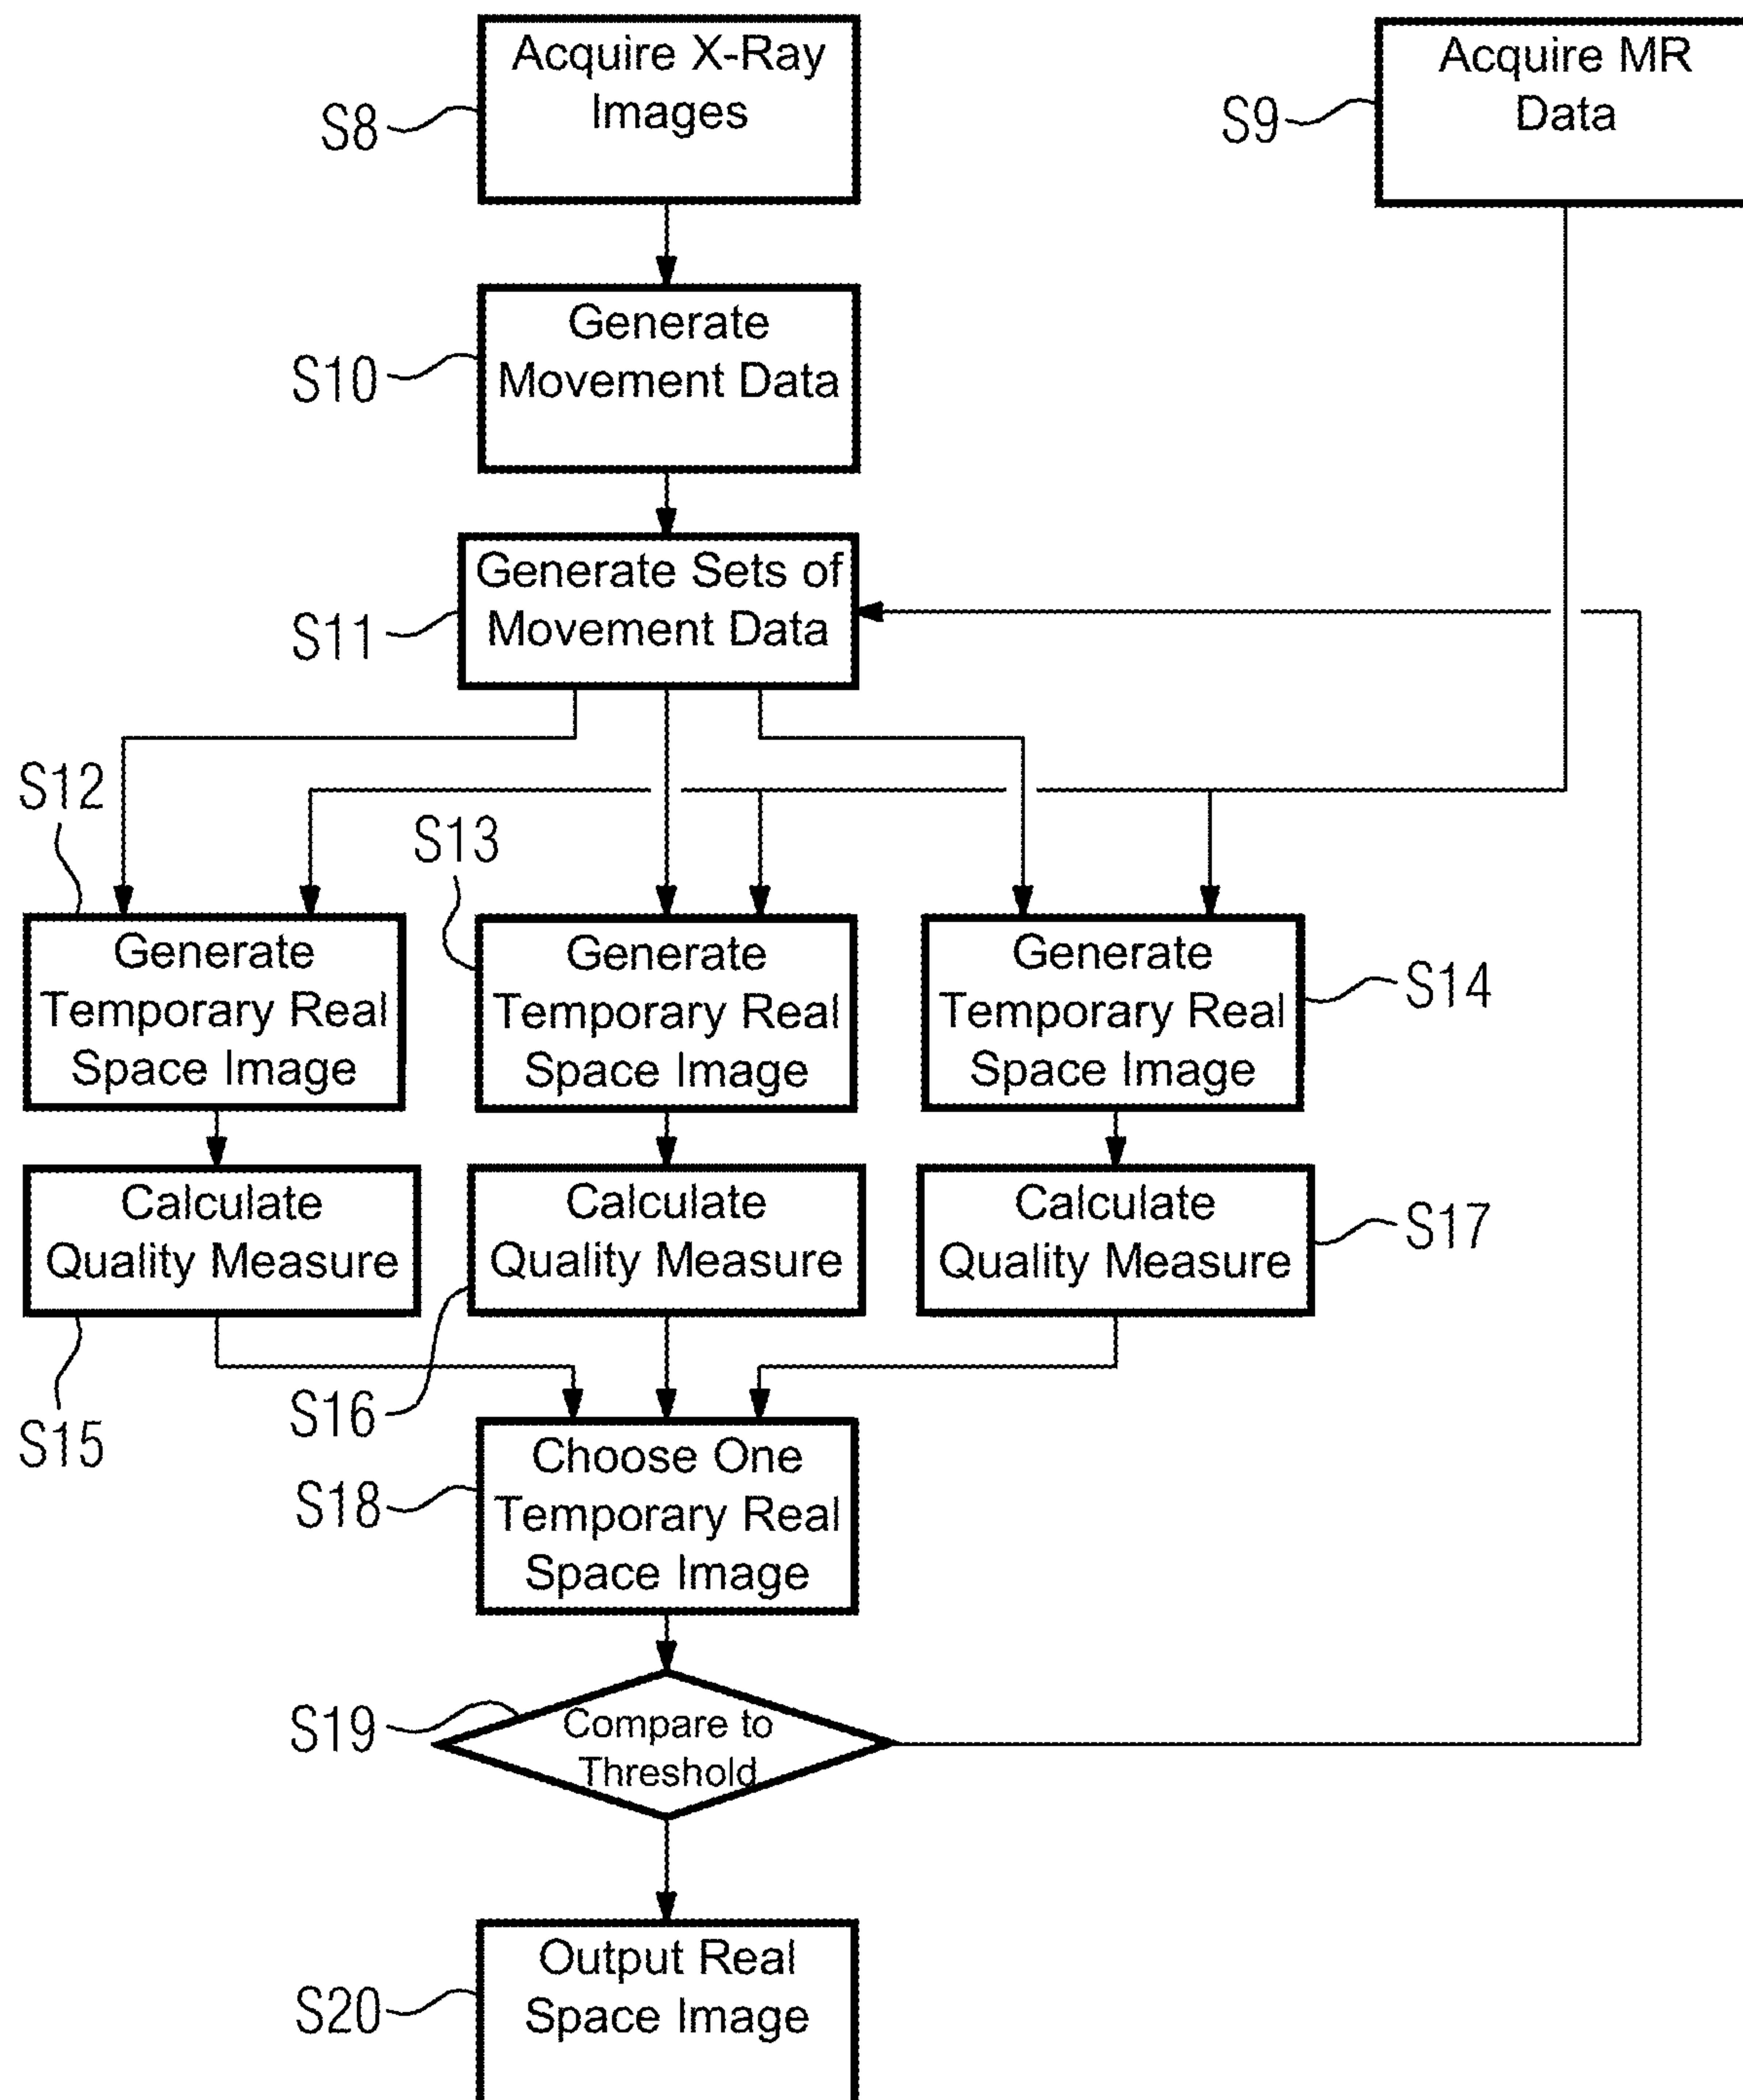 Acquire X-Ray
Images
S8
Acquire MR
Data
S9
Generate
Movement Data
S10
Generate Sets of
Movement Data
S11
S12
S13
Generate
Temporary Real
Space Image
Generate
Temporary Real
Space Image
Generate
Temporary Real
Space Image
S14
Calculate
Quality Measure
Calculate
Quality Measure
Calculate
Quality Measure
S17
S15
S16
Choose One
Temporary Real
Space Image
S18
S19
Compare to
Threshold
Output Real
Space Image
S20